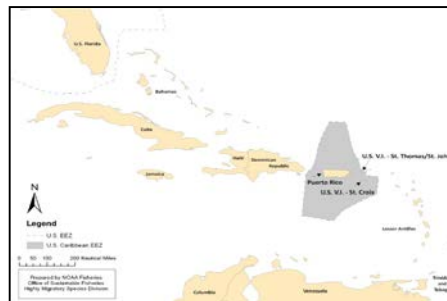 U.S. Florida
Bahamas
Cuba
Haiti
Dominican
Republic
Jamaica
U.S. V.I. - St. Thomas/St. Joh
Puerto Rico
U.S. V.I. - St. Croix
Lesser Antilles
N
Legend
U.S. EEZ
U.S. Caribbean EEZ
0 50 100 200 Nautical Miles
Prepared by NOAA Fisheries
Office of Sustainable Fisheries
Highly Migratory Species Division
Colombia
Venezuela